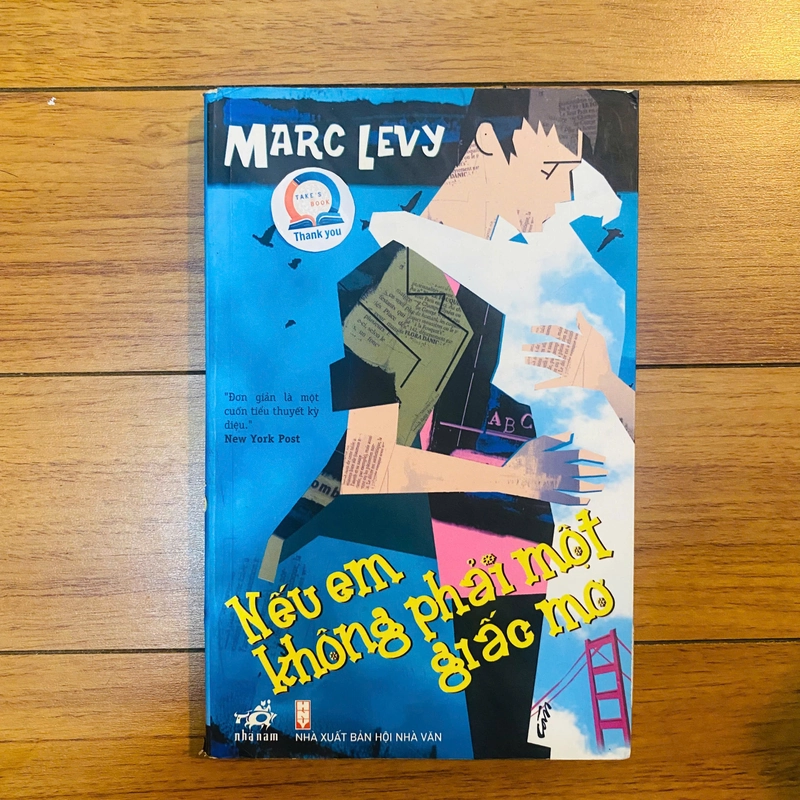 MARC LEVY
TAKE'S
BOOK
Thank you
"Đơn giản là một
cuốn tiểu thuyết kỳ
diệu."
New York Post
ABC
Nếu em
không phải một
giấc mơ
nhã nam
NHÀ XUẤT BẢN HỘI NHÀ VĂN